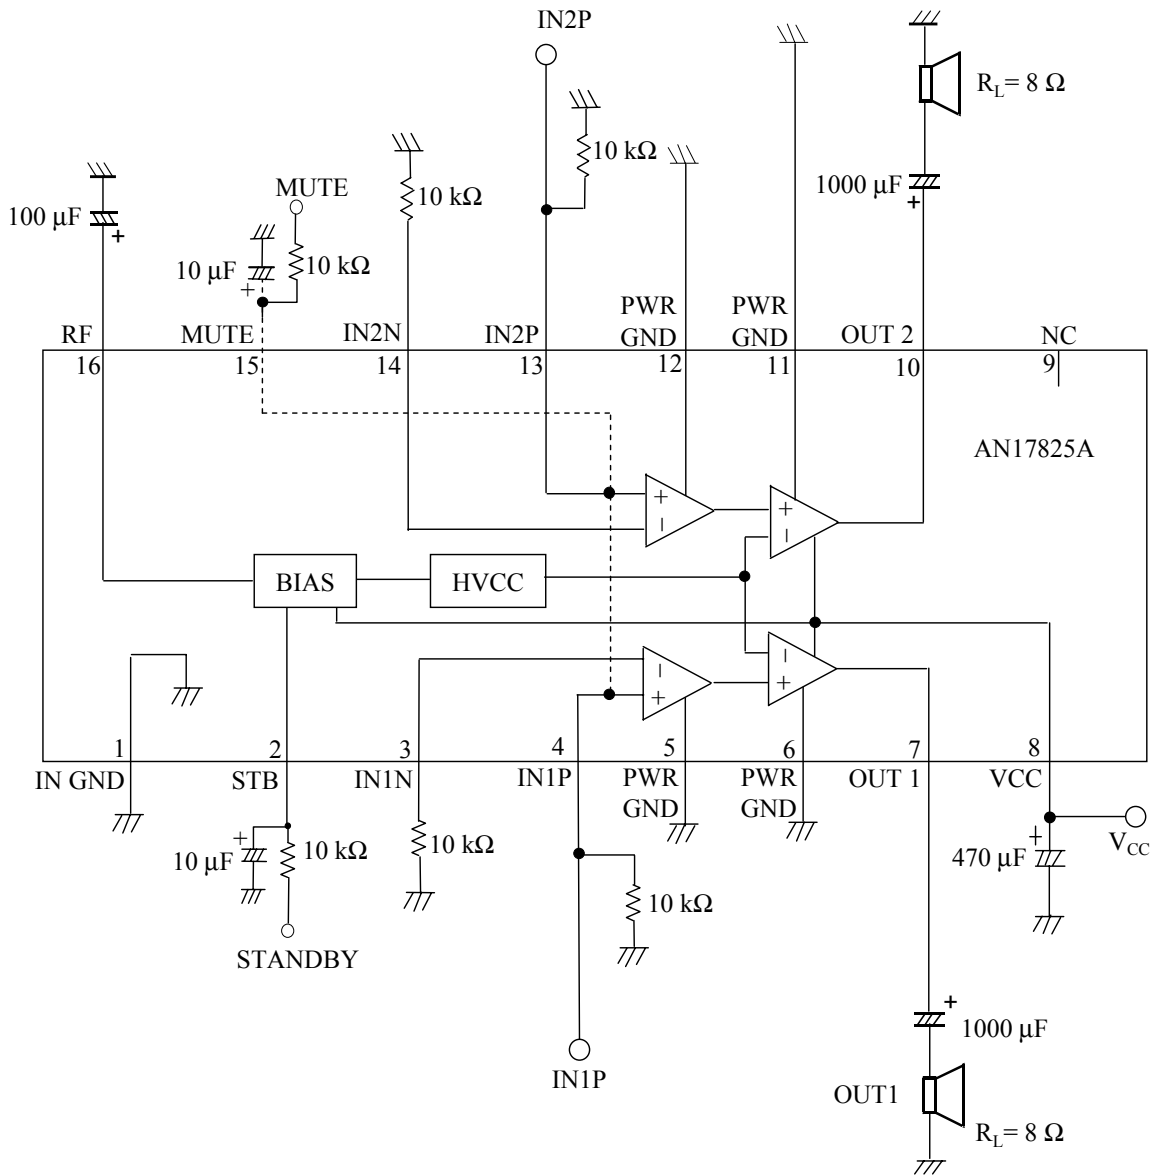 IN2P
R_L= 8 Ω
10 kΩ
1000 µF
+
MUTE
10 kΩ
100 µF
+
10 µF
+
10 kΩ
RF
MUTE
IN2N
IN2P
PWR
GND
PWR
GND
OUT 2
NC
16
15
14
13
12
11
10
9
AN17825A
+
−
+
−
BIAS
HVCC
−
+
−
+
1
2
3
4
5
6
7
8
IN GND
STB
IN1N
IN1P
PWR
GND
PWR
GND
OUT 1
VCC
+
10 µF
10 kΩ
10 kΩ
10 kΩ
+
470 µF
V_CC
STANDBY
+
1000 µF
IN1P
OUT1
R_L= 8 Ω